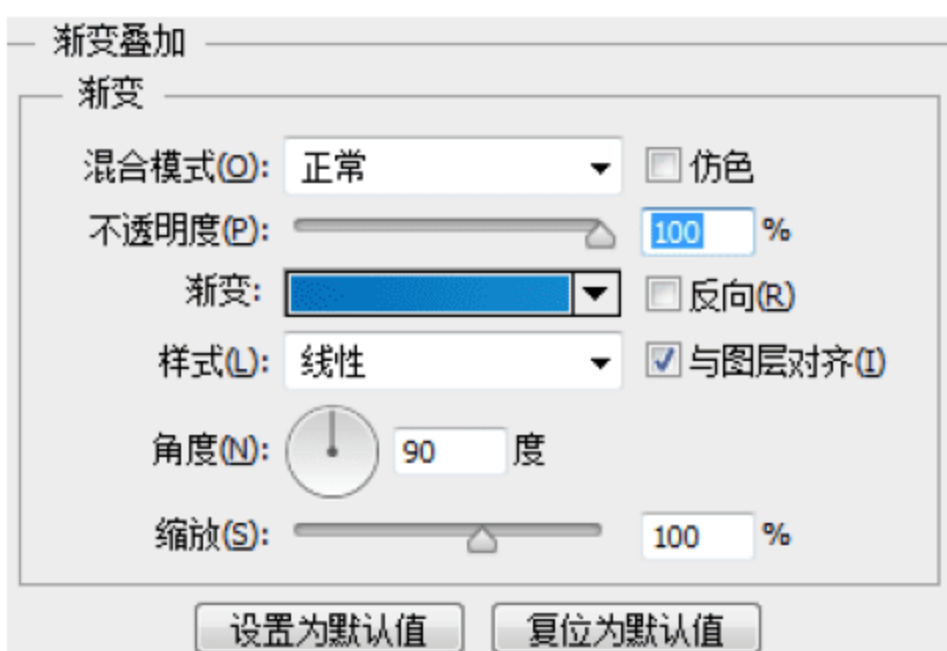 渐变叠加
渐变
混合模式(O): 正常 仿色
不透明度(P): 100 %
渐变: 反向(R)
样式(L): 线性 与图层对齐(I)
角度(N): 90 度
缩放(S): 100 %
设置为默认值 复位为默认值